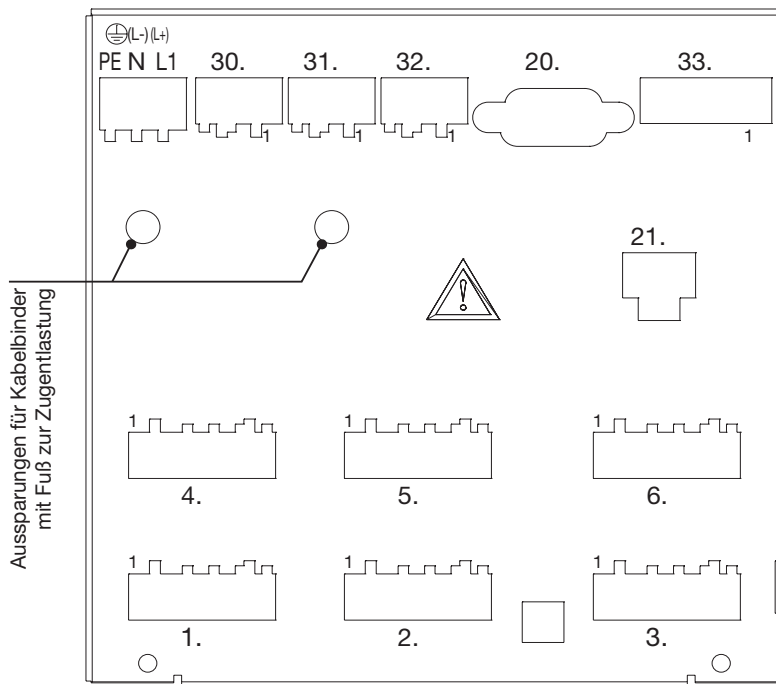 (L-) (L+)
PE N L1 30. 31. 32. 20. 33.
1 1 1 1
21.
Aussparungen für Kabelbinder
mit Fuß zur Zugentlastung
!
1 1 1
4. 5. 6.
1 1 1
1. 2. 3.